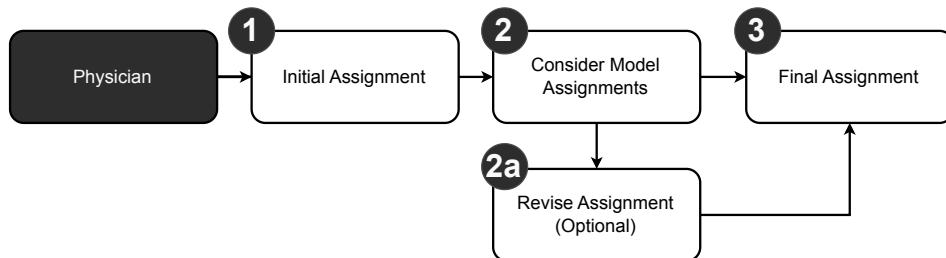 1
2
3
Physician
Initial Assignment
Consider Model
Assignments
Final Assignment
2a
Revise Assignment
(Optional)